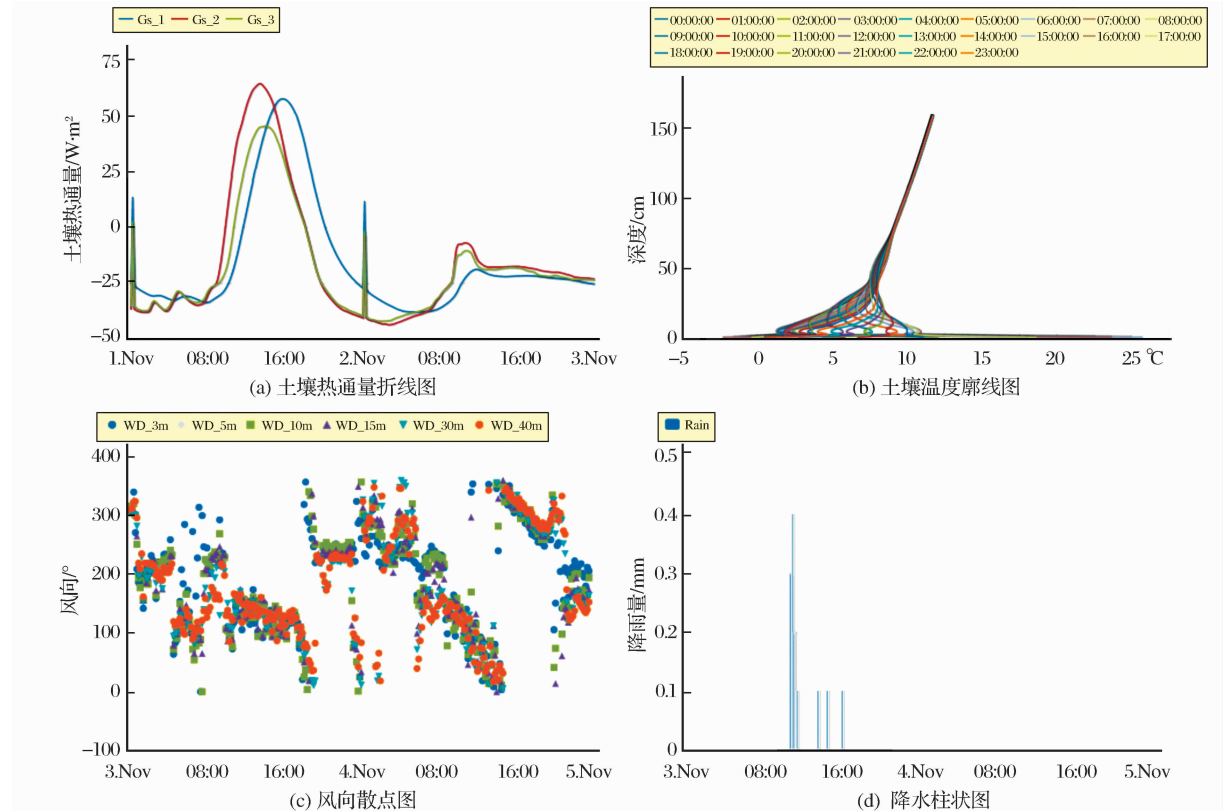 Gs_1 Gs_2 Gs_3
75
50
25
0
−25
−50
土壤热通量/W·m²
1.Nov 08:00 16:00 2.Nov 08:00 16:00 3.Nov
(a) 土壤热通量折线图
00:00:00 01:00:00 02:00:00 03:00:00 04:00:00 05:00:00 06:00:00 07:00:00 08:00:00
09:00:00 10:00:00 11:00:00 12:00:00 13:00:00 14:00:00 15:00:00 16:00:00 17:00:00
18:00:00 19:00:00 20:00:00 21:00:00 22:00:00 23:00:00
150
100
50
0
深度/cm
−5 0 5 10 15 20 25 ℃
(b) 土壤温度廓线图
WD_3m WD_5m WD_10m WD_15m WD_30m WD_40m
400
300
200
100
0
−100
风向/°
3.Nov 08:00 16:00 4.Nov 08:00 16:00 5.Nov
(c) 风向散点图
Rain
0.5
0.4
0.3
0.2
0.1
0
降雨量/mm
3.Nov 08:00 16:00 4.Nov 08:00 16:00 5.Nov
(d) 降水柱状图